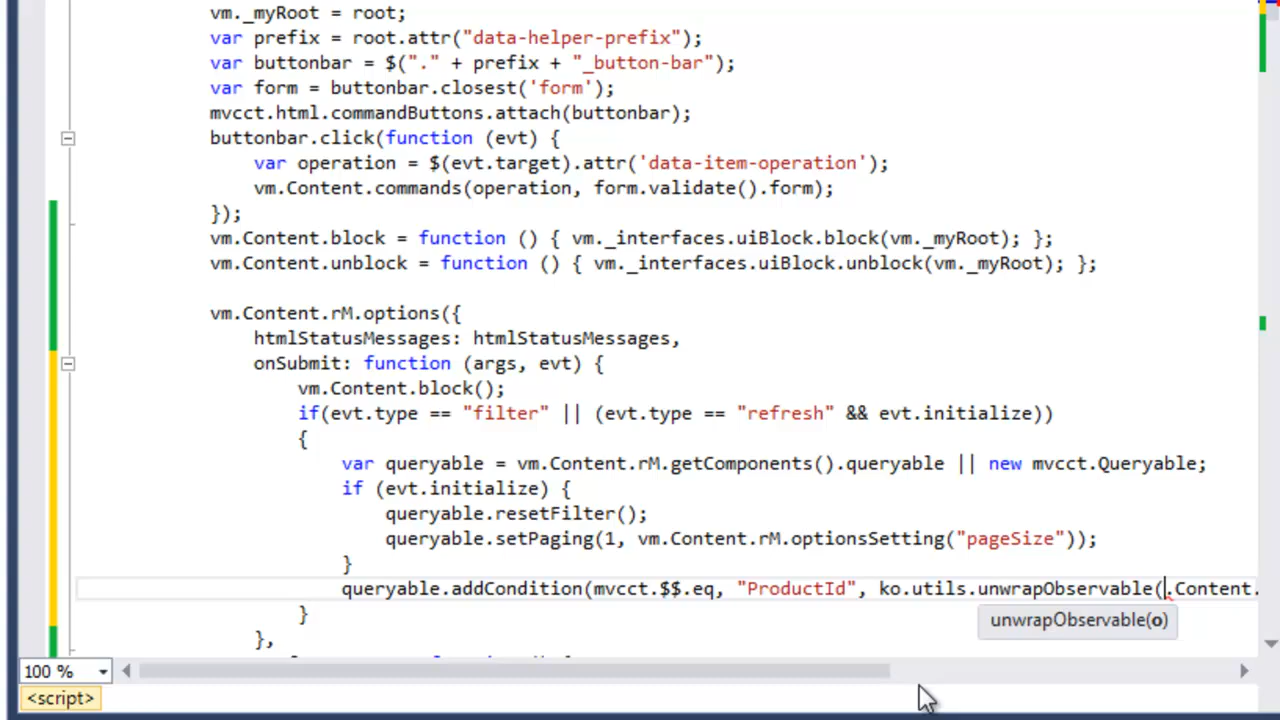 vm._myRoot = root;
var prefix = root.attr("data-helper-prefix");
var buttonbar = $("." + prefix + "_button-bar");
var form = buttonbar.closest('form');
mvcct.html.commandButtons.attach(buttonbar);
buttonbar.click(function (evt) {
var operation = $(evt.target).attr('data-item-operation');
vm.Content.commands(operation, form.validate().form);
});
vm.Content.block = function () { vm._interfaces.uiBlock.block(vm._myRoot); };
vm.Content.unblock = function () { vm._interfaces.uiBlock.unblock(vm._myRoot); };
vm.Content.rM.options({
htmlStatusMessages: htmlStatusMessages,
onSubmit: function (args, evt) {
vm.Content.block();
if(evt.type == "filter" || (evt.type == "refresh" && evt.initialize))
{
var queryable = vm.Content.rM.getComponents().queryable || new mvcct.Queryable;
if (evt.initialize) {
queryable.resetFilter();
queryable.setPaging(1, vm.Content.rM.optionsSetting("pageSize"));
}
queryable.addCondition(mvcct.$$.eq, "ProductId", ko.utils.unwrapObservable(.Content.
unwrapObservable(o)
}
},
100 %
<script>